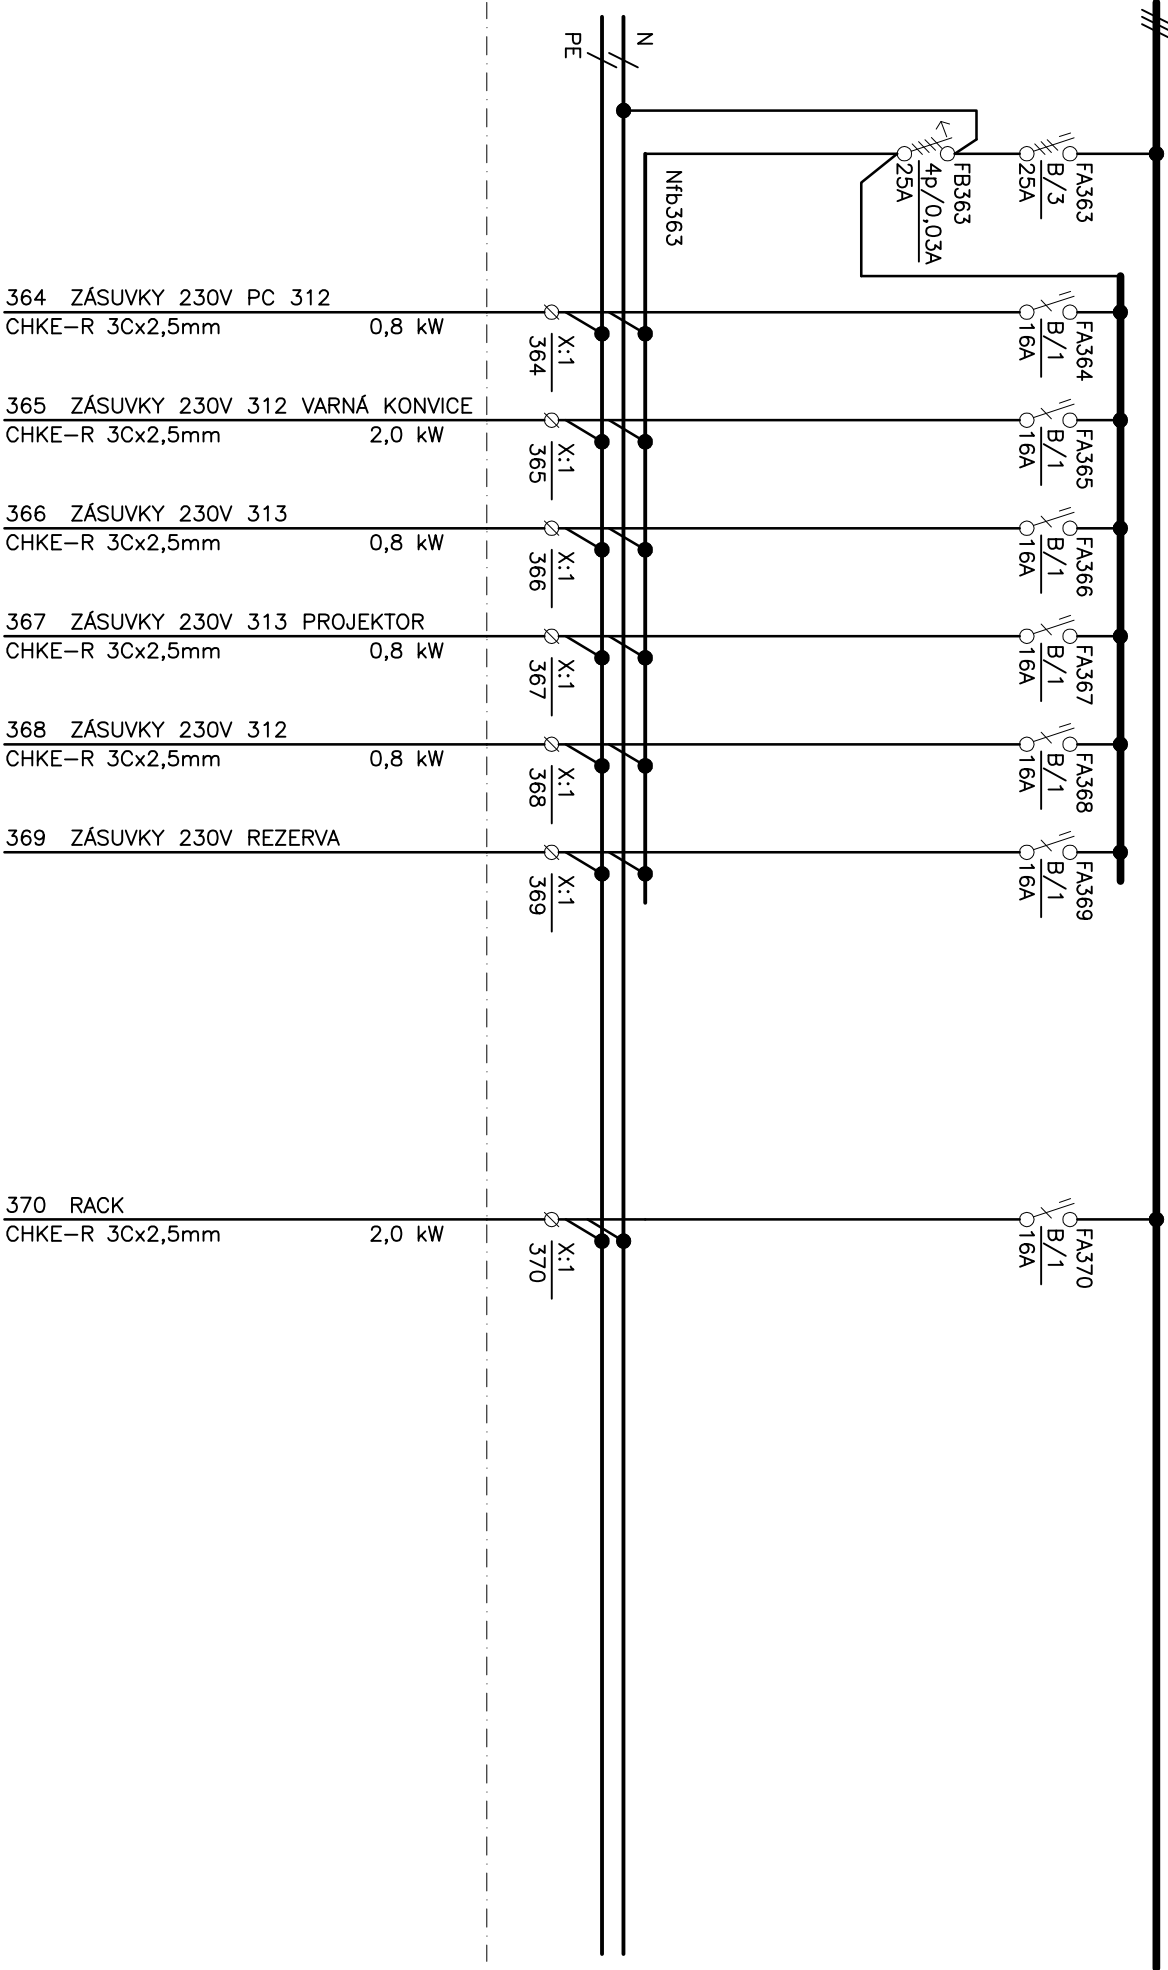 N
PE
FA363
B/3
25A
FB363
4p/0,03A
25A
Nfb363
364 ZÁSUVKY 230V PC 312
CHKE-R 3Cx2,5mm 0,8 kW
X:1
364
FA364
B/1
16A
365 ZÁSUVKY 230V 312 VARNÁ KONVICE
CHKE-R 3Cx2,5mm 2,0 kW
X:1
365
FA365
B/1
16A
366 ZÁSUVKY 230V 313
CHKE-R 3Cx2,5mm 0,8 kW
X:1
366
FA366
B/1
16A
367 ZÁSUVKY 230V 313 PROJEKTOR
CHKE-R 3Cx2,5mm 0,8 kW
X:1
367
FA367
B/1
16A
368 ZÁSUVKY 230V 312
CHKE-R 3Cx2,5mm 0,8 kW
X:1
368
FA368
B/1
16A
369 ZÁSUVKY 230V REZERVA
X:1
369
FA369
B/1
16A
370 RACK
CHKE-R 3Cx2,5mm 2,0 kW
X:1
370
FA370
B/1
16A